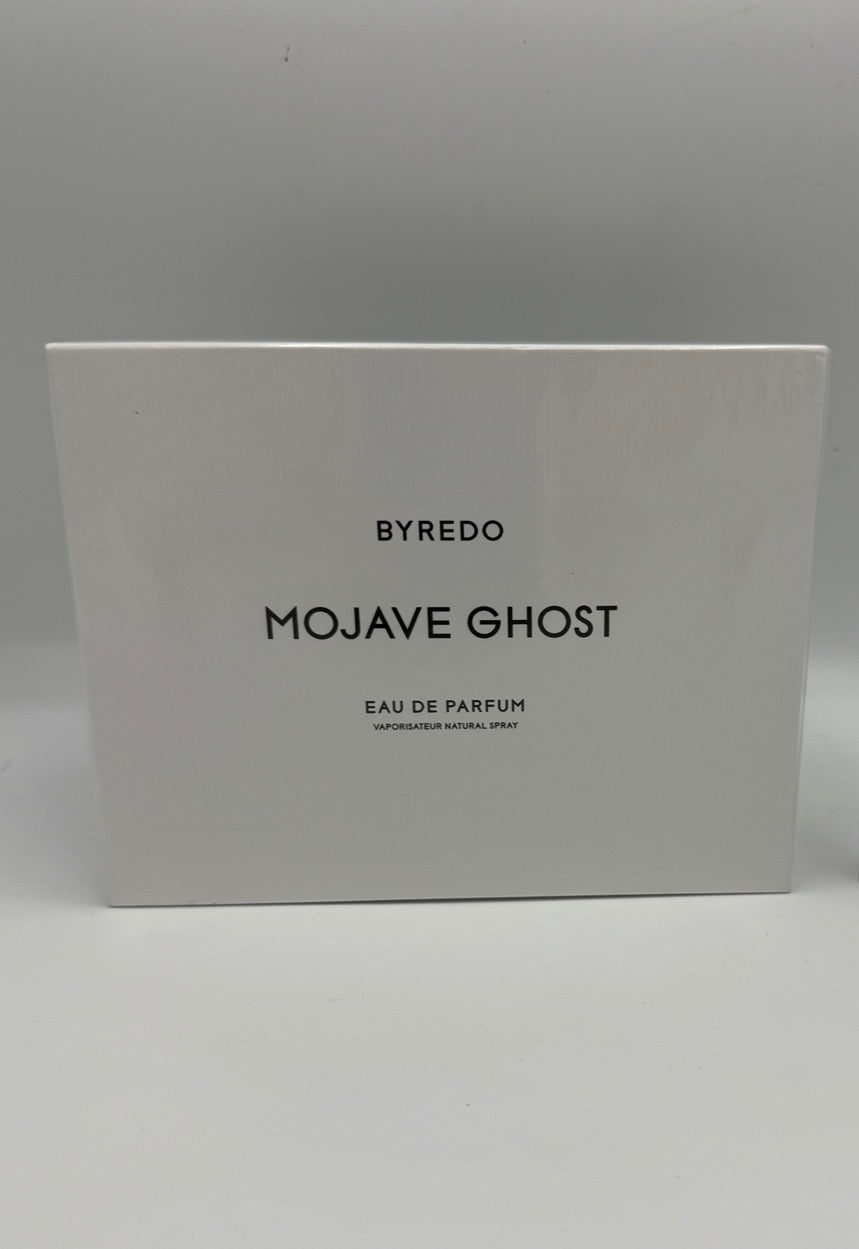 BYREDO
MOJAVE GHOST
EAU DE PARFUM
VAPORISATEUR NATURAL SPRAY